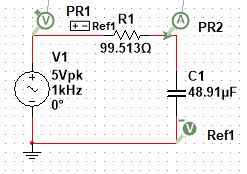 V
PR1
R1
A
+ - Ref1
PR2
99.513Ω
V1
5Vpk
1kHz
0°
C1
48.91µF
V
Ref1